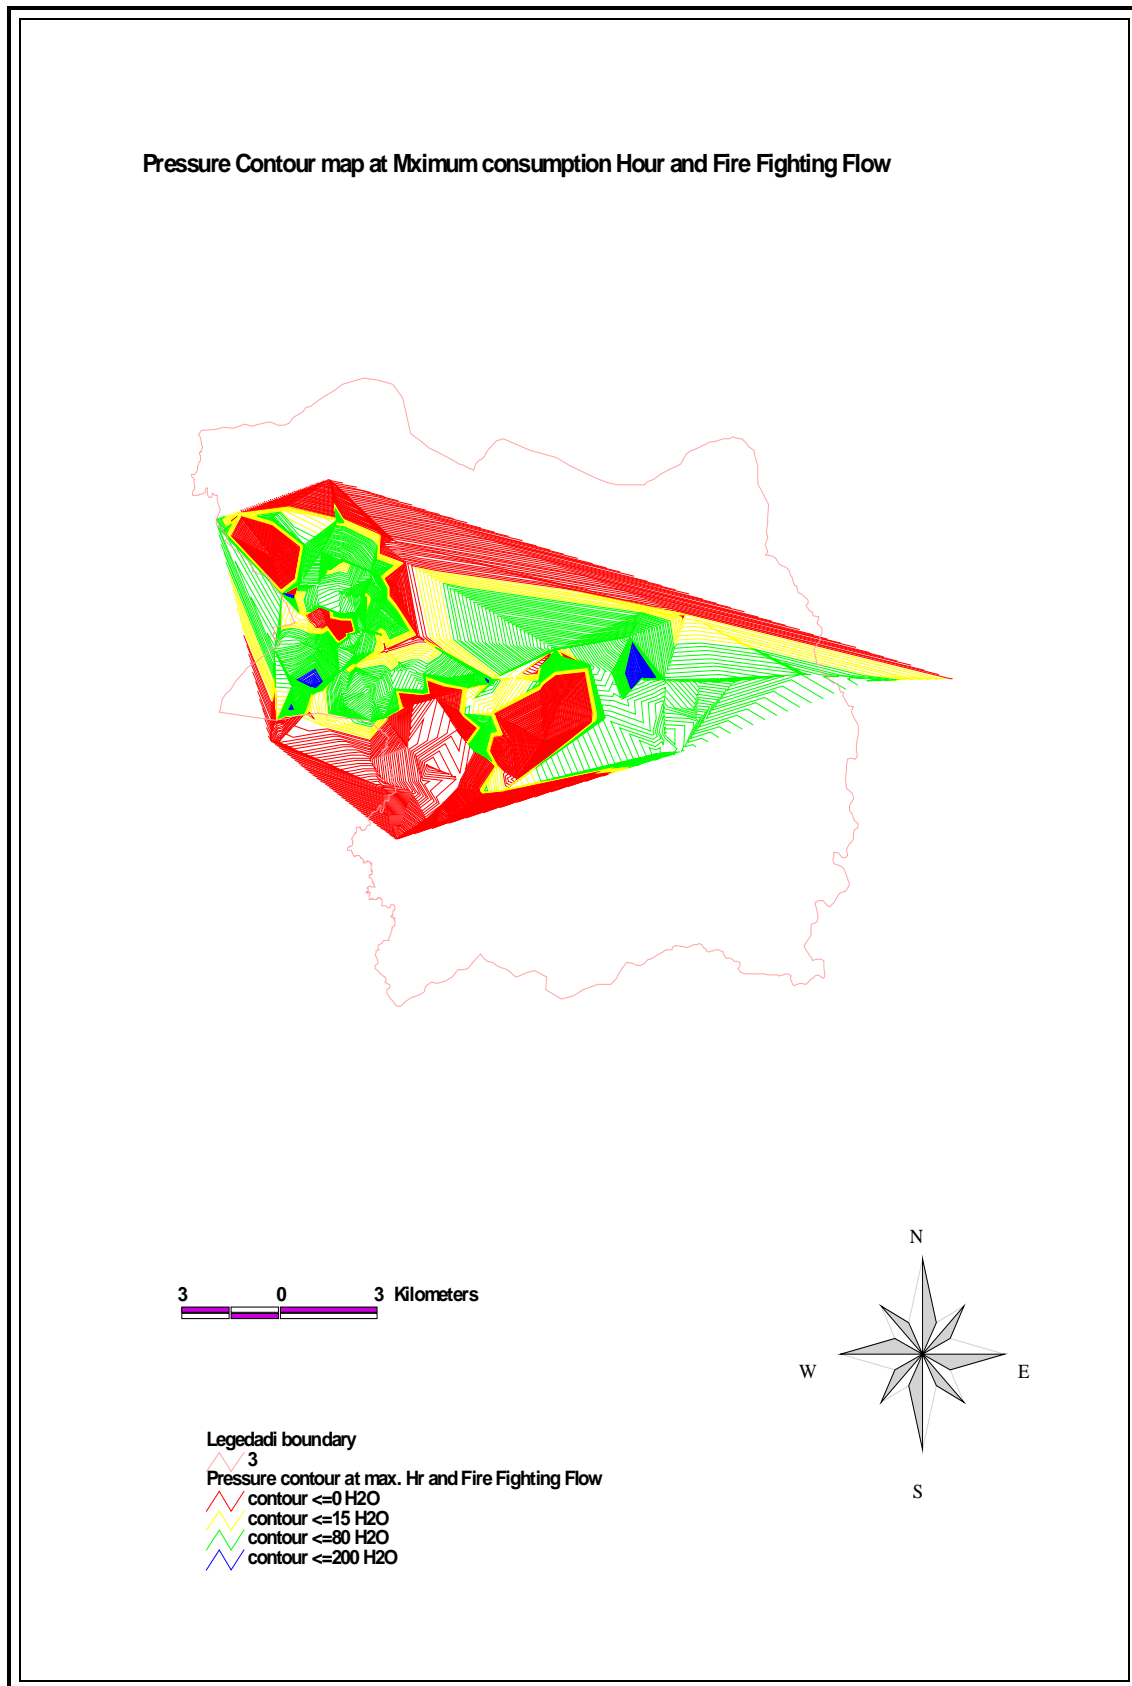 Pressure Contour map at Mximum consumption Hour and Fire Fighting Flow
3 0 3 Kilometers
N
W E
S
Legedadi boundary
3
Pressure contour at max. Hr and Fire Fighting Flow
contour <=0 H2O
contour <=15 H2O
contour <=80 H2O
contour <=200 H2O